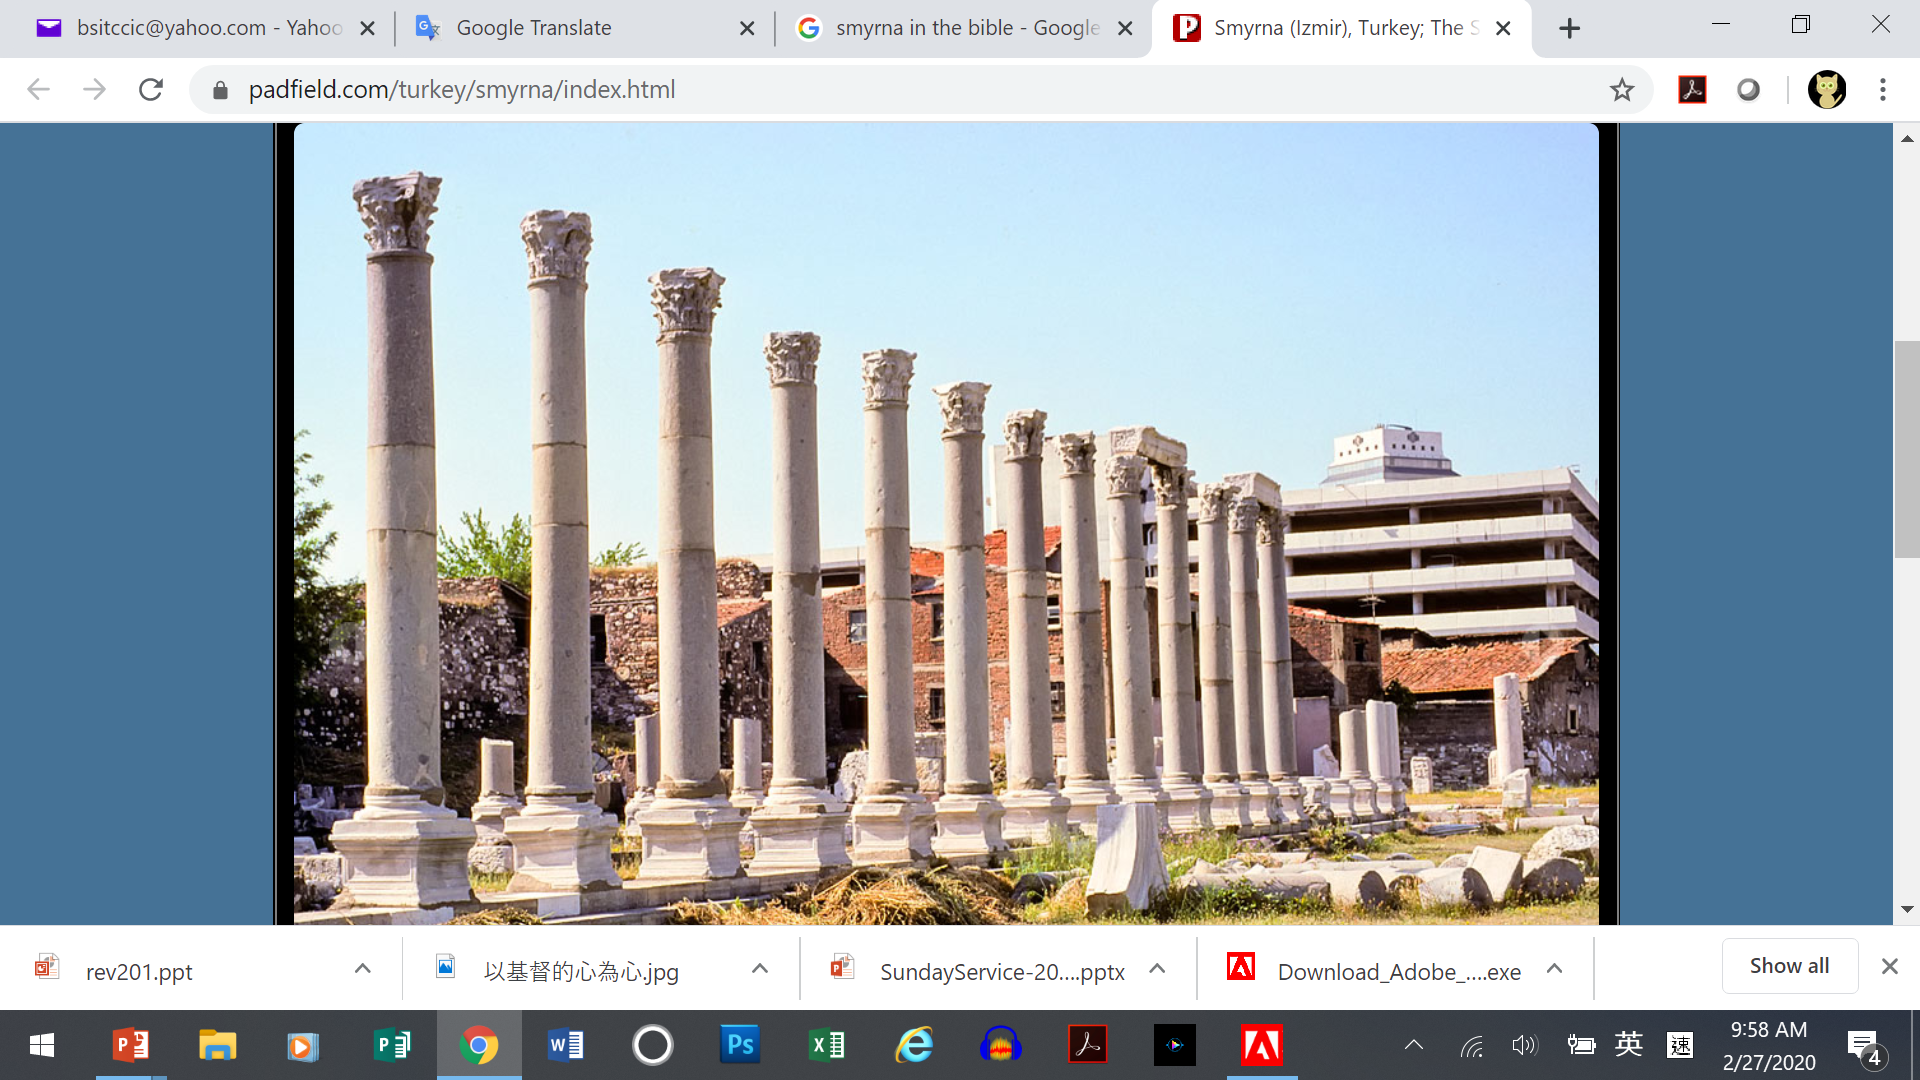 bsitccic@yahoo.com - Yahoo
Google Translate
smyrna in the bible - Google
Smyrna (Izmir), Turkey; The S
padfield.com/turkey/smyrna/index.html
rev201.ppt
以基督的心為心.jpg
SundayService-20....pptx
Download_Adobe_....exe
Show all
英
速
9:58 AM
2/27/2020
4